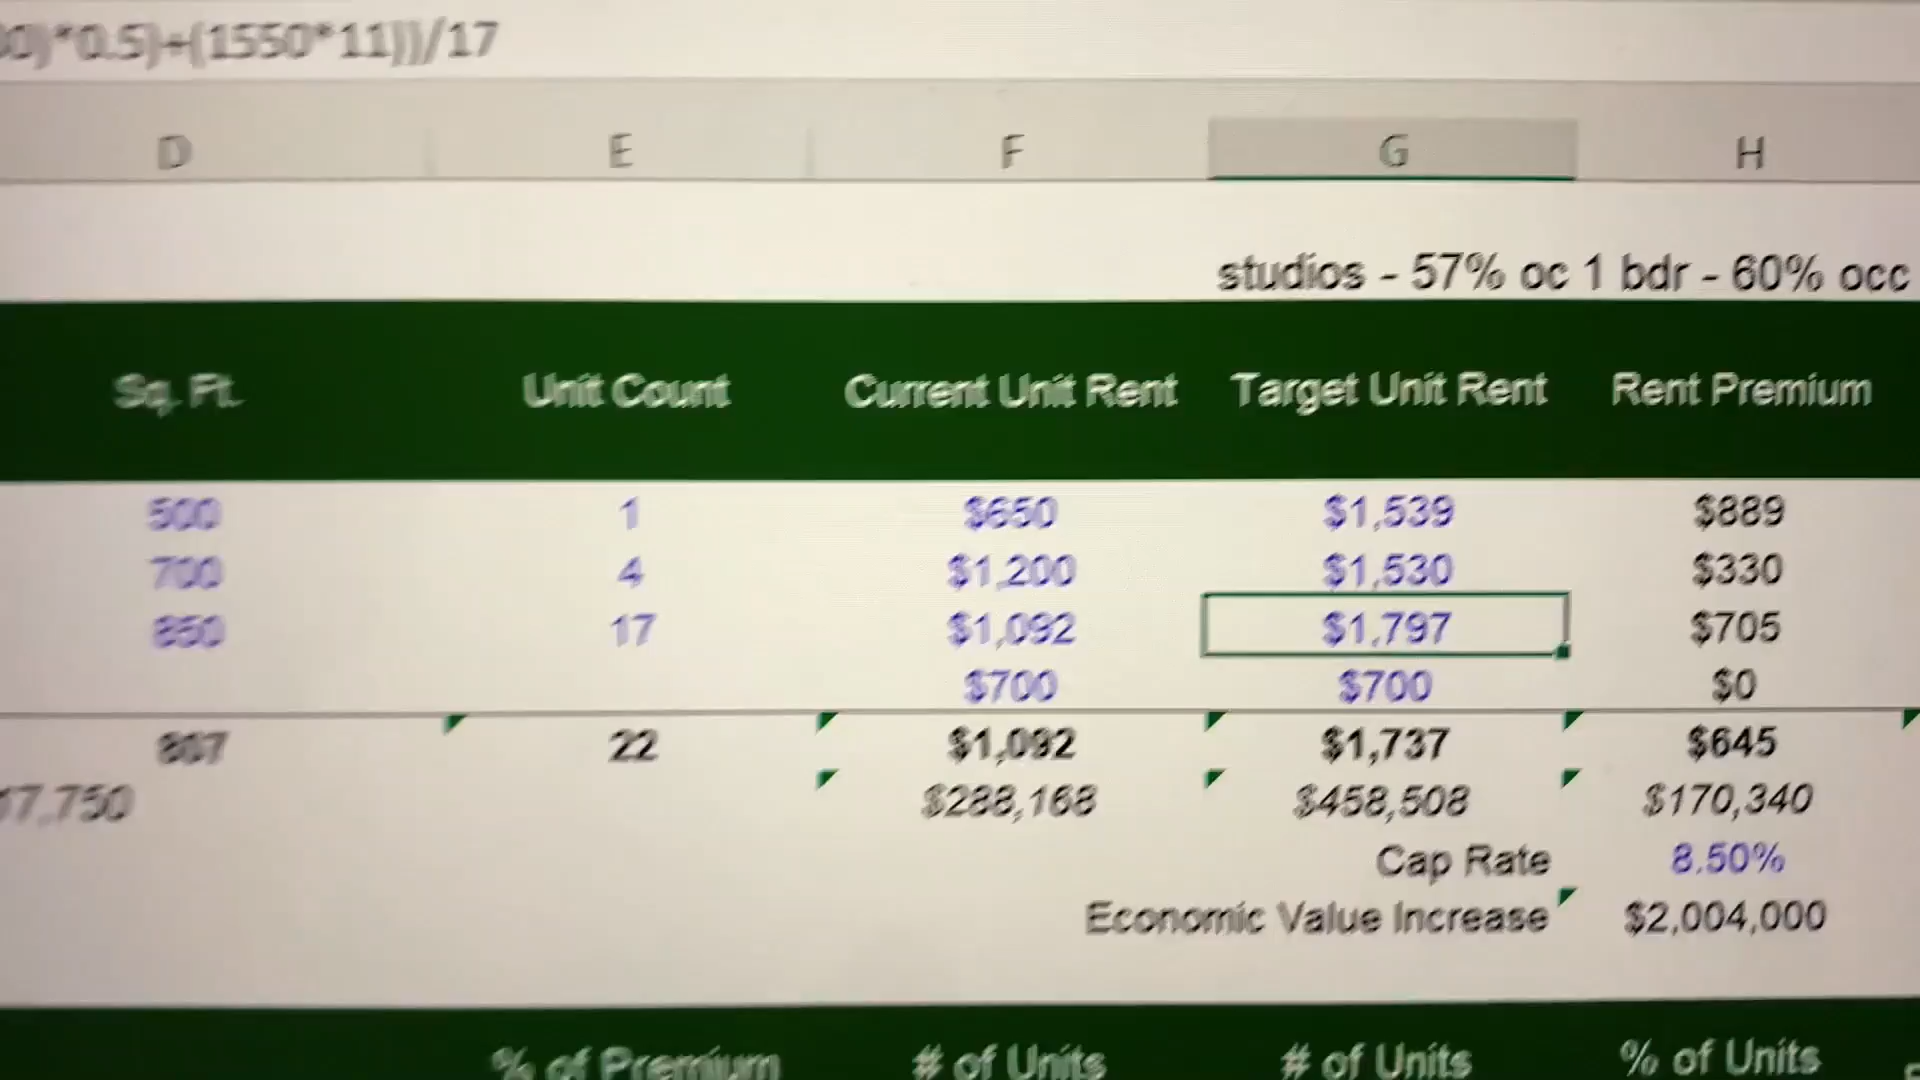 0)*0.5)+(1550*11))/17
D E F G H
studios - 57% oc 1 bdr - 60% occ
Sq. Ft. Unit Count Current Unit Rent Target Unit Rent Rent Premium
500 1 $650 $1,539 $889
700 4 $1,200 $1,530 $330
850 17 $1,092 $1,797 $705
$700 $700 $0
807 22 $1,092 $1,737 $645
17,750 $288,168 $458,508 $170,340
Cap Rate 8.50%
Economic Value Increase $2,004,000
% of Premium # of Units # of Units % of Units